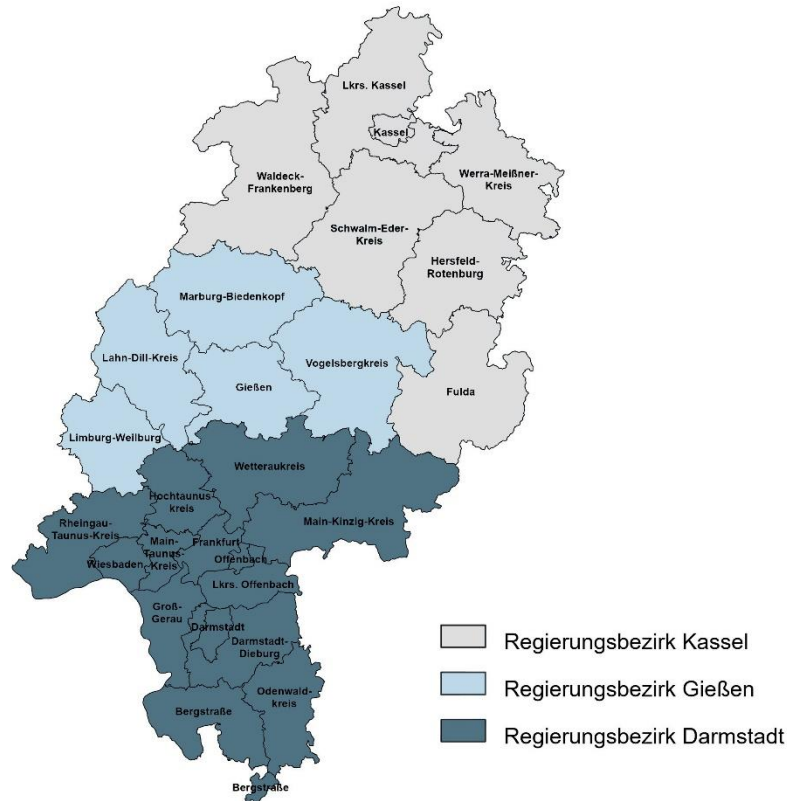 Lkrs. Kassel
Kassel
Waldeck-
Frankenberg
Werra-Meißner-
Kreis
Schwalm-Eder-
Kreis
Hersfeld-
Rotenburg
Marburg-Biedenkopf
Lahn-Dill-Kreis
Vogelsbergkreis
Gießen
Fulda
Limburg-Weilburg
Wetteraukreis
Hochtaunus
kreis
Rheingau-
Taunus-Kreis
Main-Kinzig-Kreis
Main-
Taunus-
Kreis
Frankfurt
Wiesbaden
Offenbach
Lkrs. Offenbach
Groß-
Gerau
Darmstadt
Darmstadt-
Dieburg
Odenwald-
kreis
Bergstraße
Bergstraße
Regierungsbezirk Kassel
Regierungsbezirk Gießen
Regierungsbezirk Darmstadt